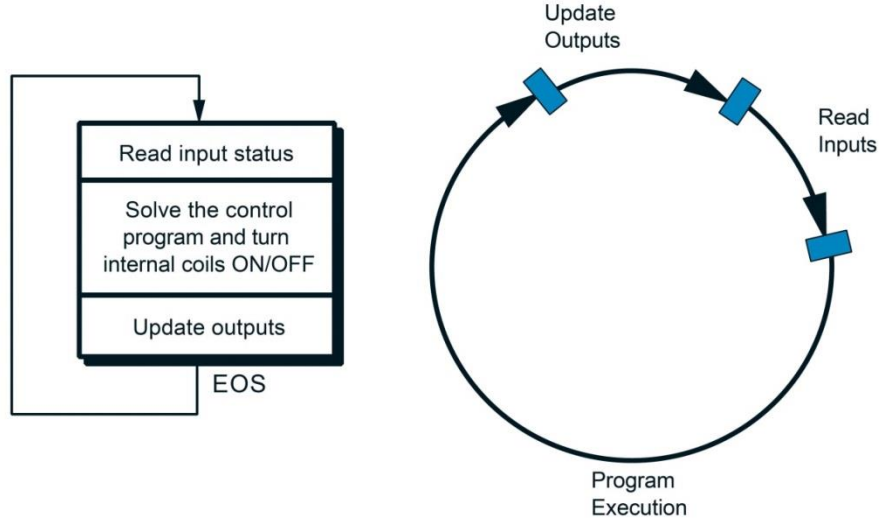 Read input status
Solve the control
program and turn
internal coils ON/OFF
Update outputs
EOS
Update
Outputs
Read
Inputs
Program
Execution